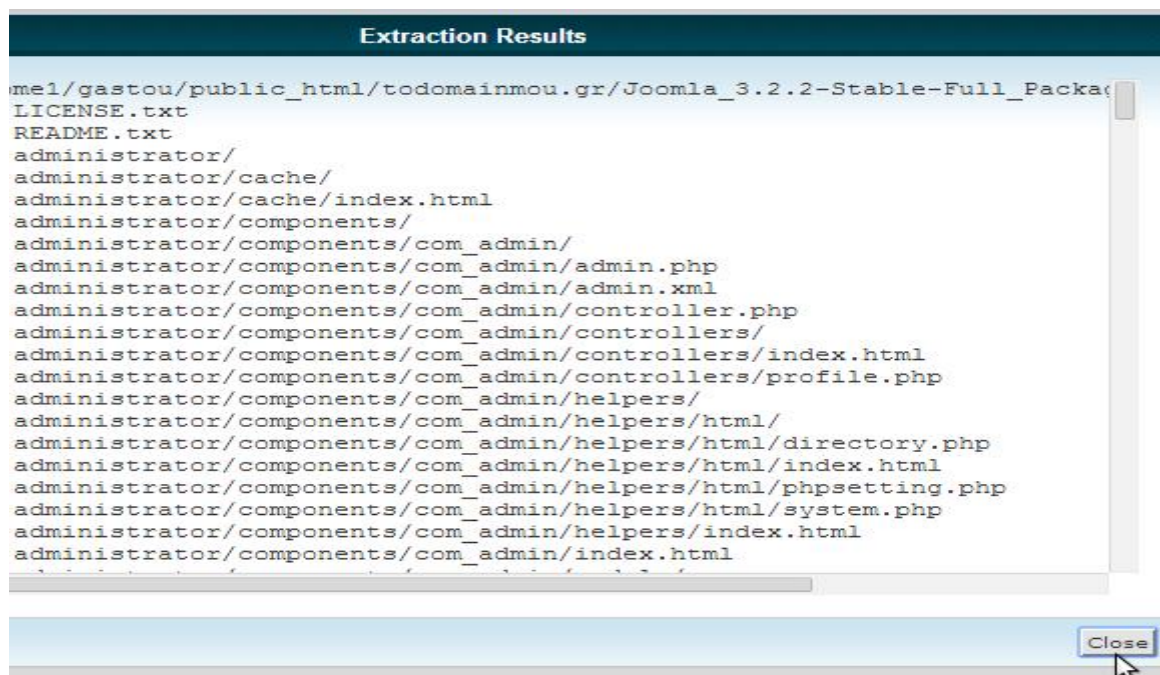 Extraction Results
me1/gastou/public_html/todomainmou.gr/Joomla_3.2.2-Stable-Full_Packag
LICENSE.txt
README.txt
administrator/
administrator/cache/
administrator/cache/index.html
administrator/components/
administrator/components/com_admin/
administrator/components/com_admin/admin.php
administrator/components/com_admin/admin.xml
administrator/components/com_admin/controller.php
administrator/components/com_admin/controllers/
administrator/components/com_admin/controllers/index.html
administrator/components/com_admin/controllers/profile.php
administrator/components/com_admin/helpers/
administrator/components/com_admin/helpers/html/
administrator/components/com_admin/helpers/html/directory.php
administrator/components/com_admin/helpers/html/index.html
administrator/components/com_admin/helpers/html/phpsetting.php
administrator/components/com_admin/helpers/html/system.php
administrator/components/com_admin/helpers/index.html
administrator/components/com_admin/index.html
Close